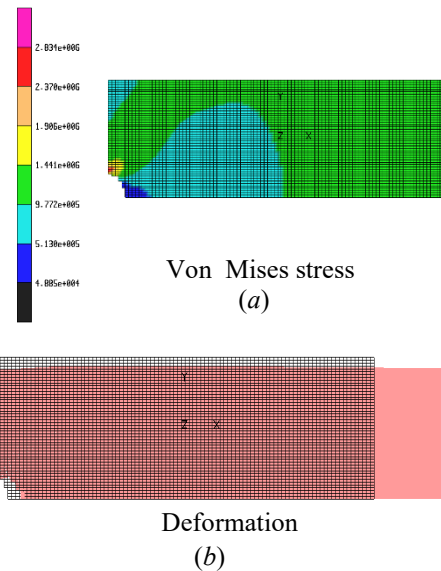 2.831e+006
2.370e+006
1.906e+006
1.441e+006
9.772e+005
5.130e+005
4.885e+004
Y
Z X
Von Mises stress
(a)
Y
Z X
Deformation
(b)